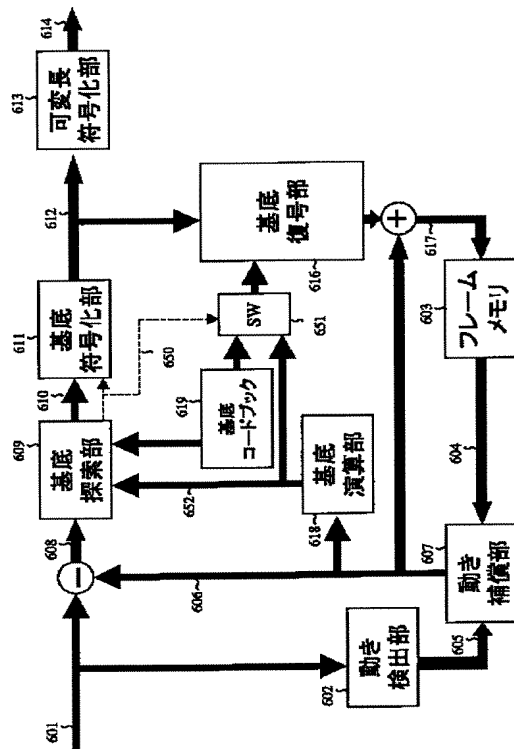 601
608
609
基底
探索部
610
611
基底
符号化部
612
613
可変長
符号化部
614
650
652
619
基底
コードブック
SW
651
基底
復号部
616
606
618
基底
演算部
617
602
動き
検出部
605
607
動き
補償部
604
603
フレーム
メモリ
−
+